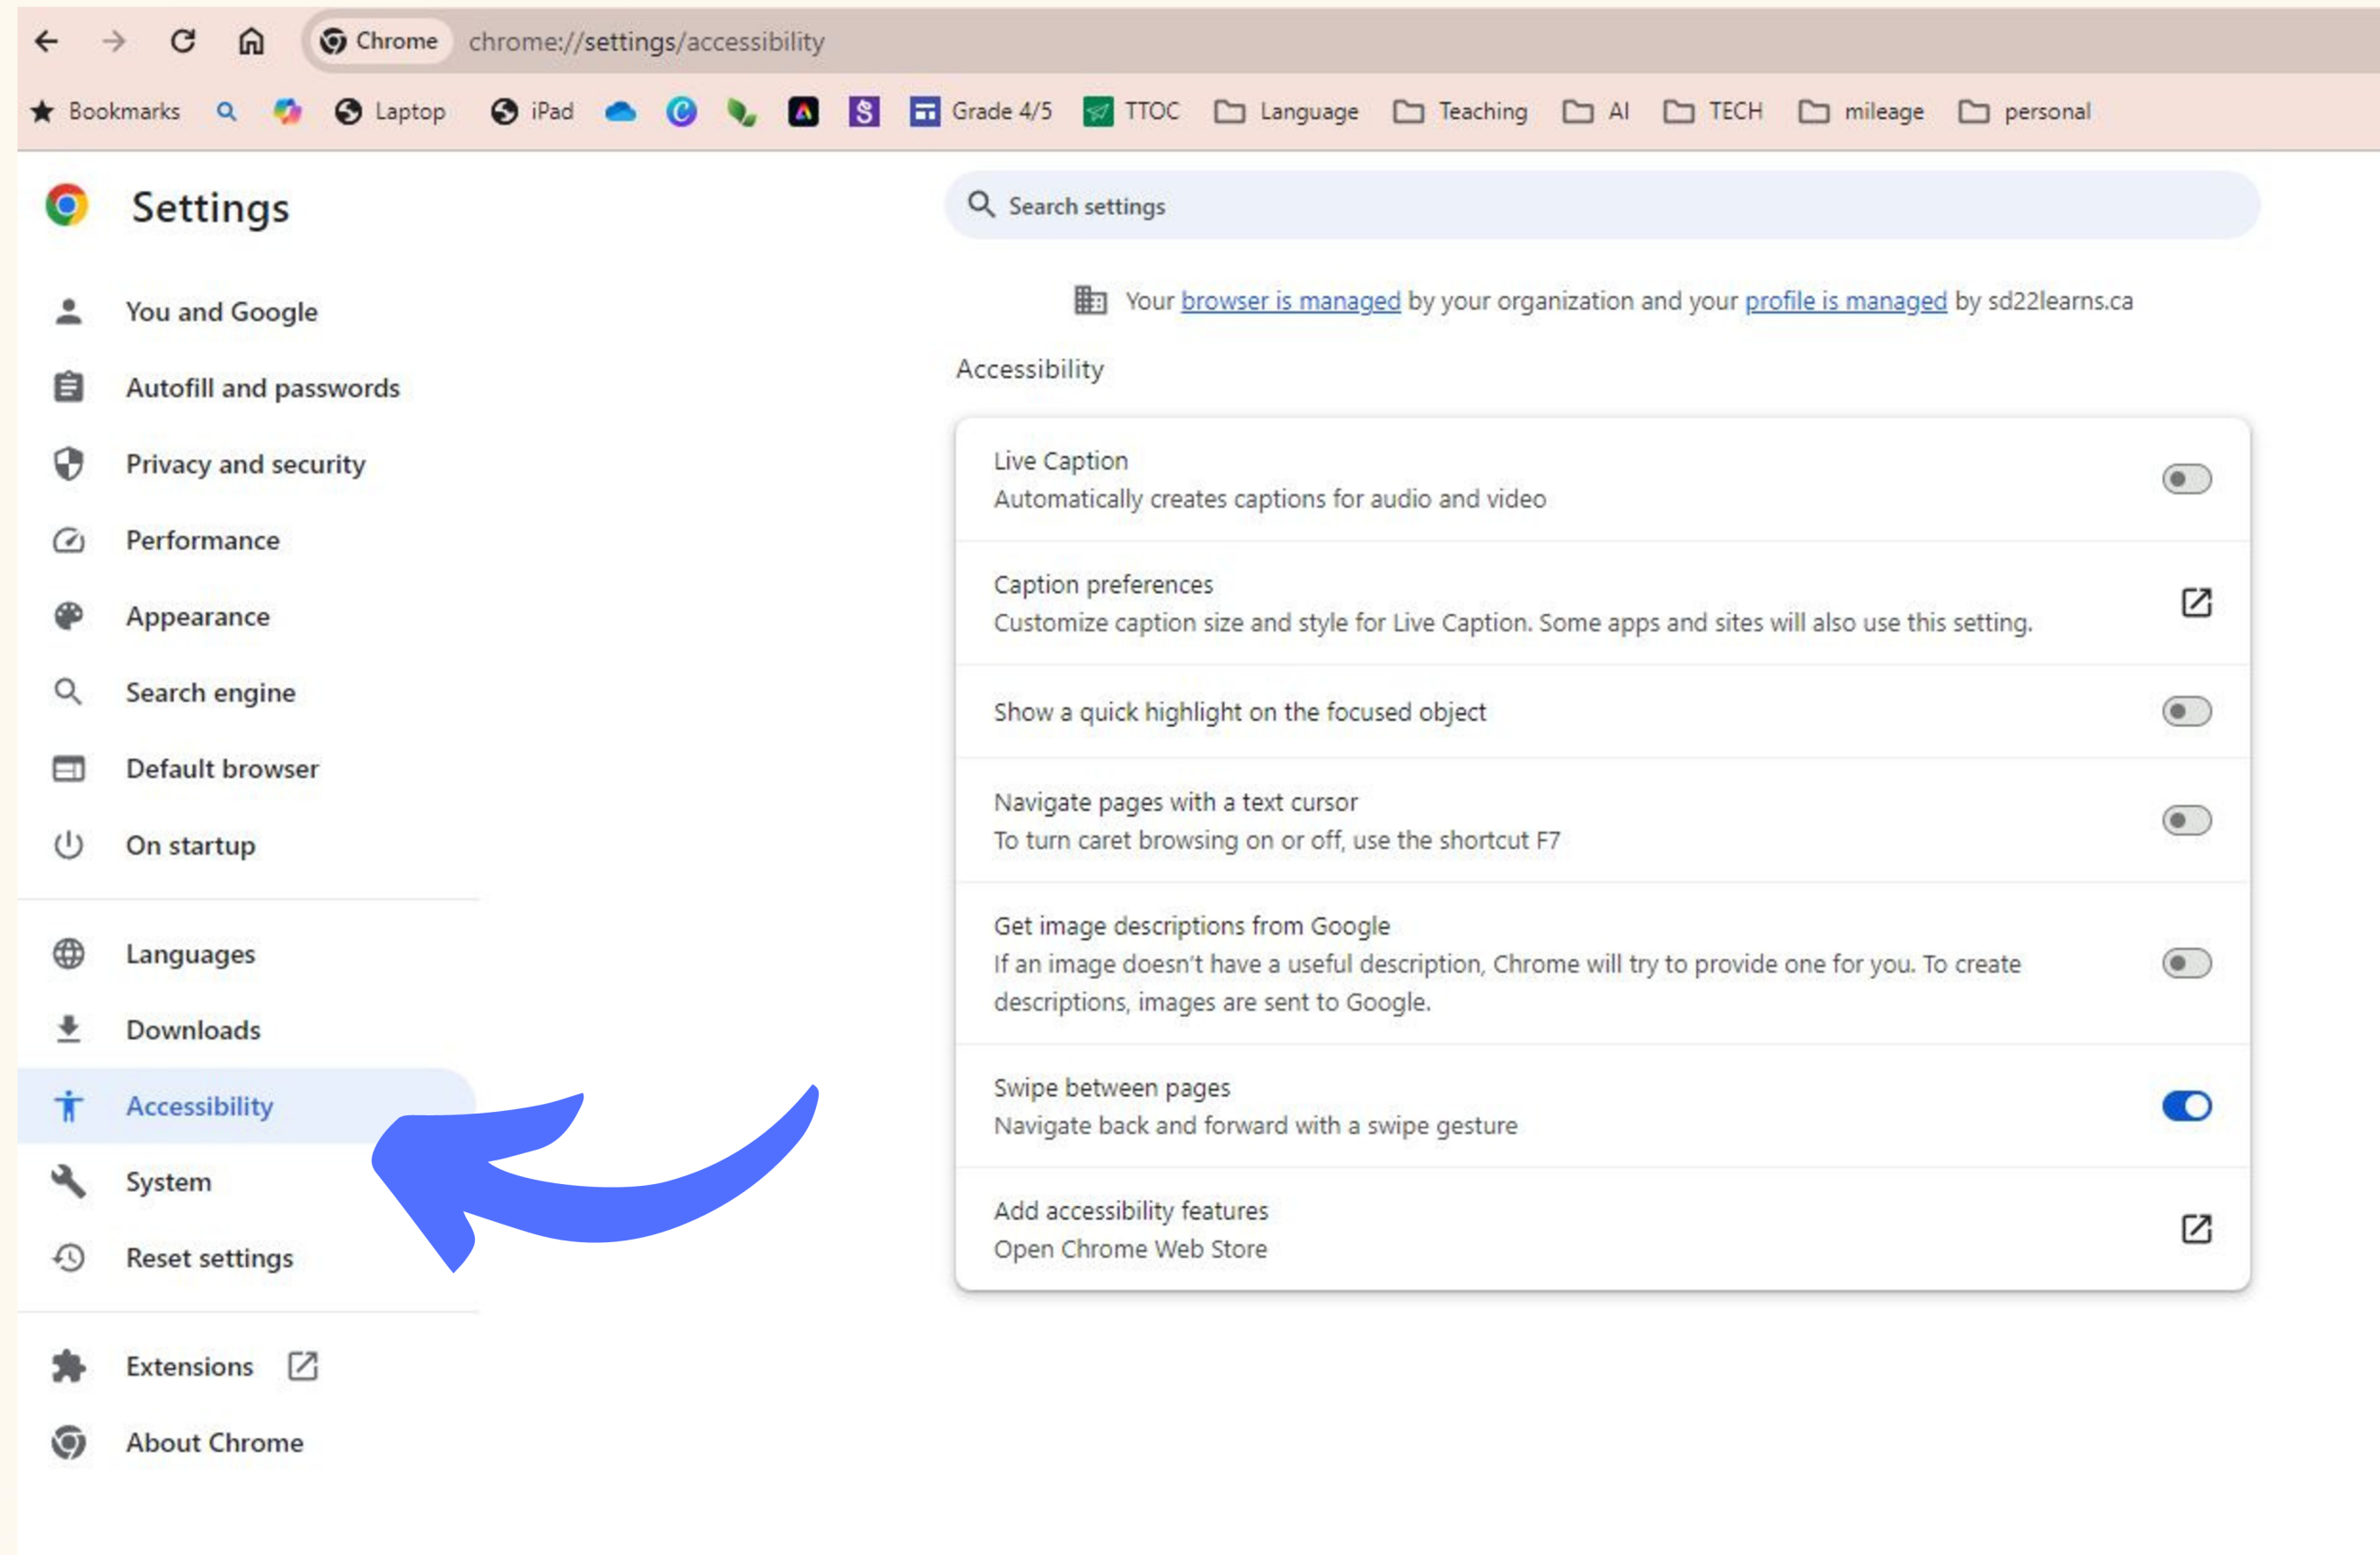 Chrome chrome://settings/accessibility
Bookmarks Laptop iPad Grade 4/5 TTOC Language Teaching AI TECH mileage personal
Settings
Search settings
Your browser is managed by your organization and your profile is managed by sd22learns.ca
You and Google
Autofill and passwords
Privacy and security
Performance
Appearance
Search engine
Default browser
On startup
Languages
Downloads
Accessibility
System
Reset settings
Extensions
About Chrome
Accessibility
Live Caption
Automatically creates captions for audio and video
Caption preferences
Customize caption size and style for Live Caption. Some apps and sites will also use this setting.
Show a quick highlight on the focused object
Navigate pages with a text cursor
To turn caret browsing on or off, use the shortcut F7
Get image descriptions from Google
If an image doesn't have a useful description, Chrome will try to provide one for you. To create
descriptions, images are sent to Google.
Swipe between pages
Navigate back and forward with a swipe gesture
Add accessibility features
Open Chrome Web Store